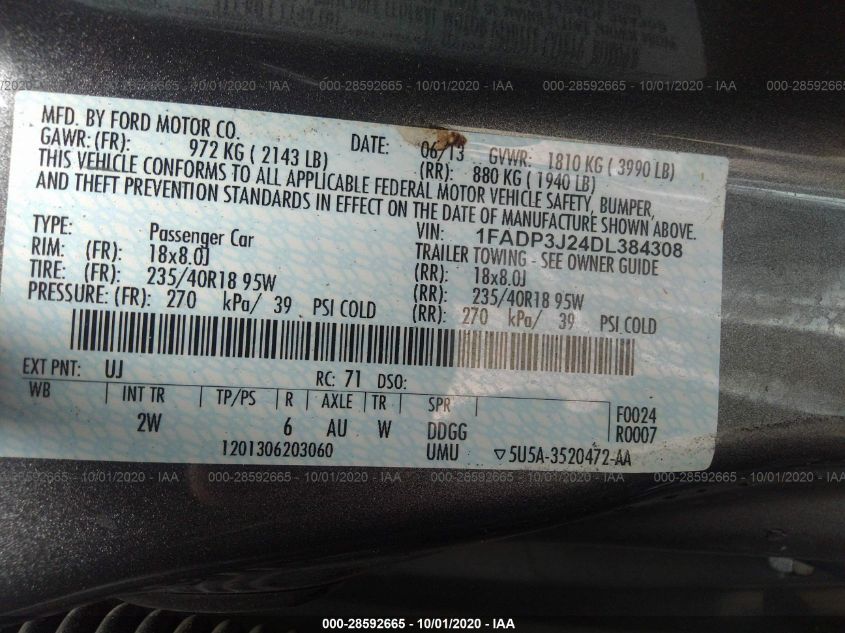 000-28592665 - 10/01/2020 - IAA 000-28592665 - 10/01/2020 - IAA 000-28592665 - 10/01/2020 - IAA
MFD. BY FORD MOTOR CO. DATE: 06/13 GVWR: 1810 KG ( 3990 LB)
GAWR: (FR): 972 KG ( 2143 LB) (RR): 880 KG ( 1940 LB)
THIS VEHICLE CONFORMS TO ALL APPLICABLE FEDERAL MOTOR VEHICLE SAFETY, BUMPER,
AND THEFT PREVENTION STANDARDS IN EFFECT ON THE DATE OF MANUFACTURE SHOWN ABOVE.
VIN: 1FADP3J24DL384308
TYPE: Passenger Car TRAILER TOWING - SEE OWNER GUIDE
RIM: (FR): 18x8.0J (RR): 18x8.0J
TIRE: (FR): 235/40R18 95W (RR): 235/40R18 95W
PRESSURE: (FR): 270 kPa/ 39 PSI COLD (RR): 270 kPa/ 39 PSI COLD
EXT PNT: UJ RC: 71 DSO:
WB INT TR TP/PS R AXLE TR SPR F0024
2W 6 AU W DDGG R0007
1201306203060 UMU ▽5U5A-3520472-AA
000-28592665 - 10/01/2020 - IAA 000-28592665 - 10/01/2020 - IAA 000-28592665 - 10/01/2020 - IAA
000-28592665 - 10/01/2020 - IAA